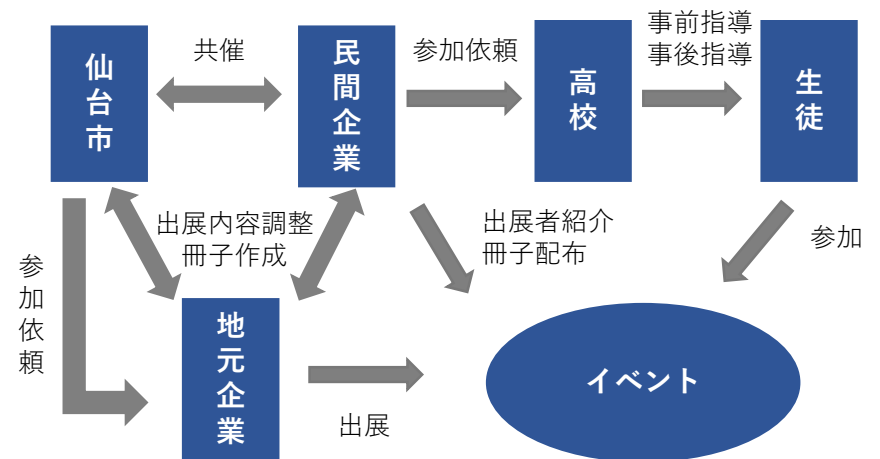 仙台市
共催
民間企業
参加依頼
高校
事前指導
事後指導
生徒
参加依頼
出展内容調整
冊子作成
出展者紹介
冊子配布
参加
地元企業
出展
イベント